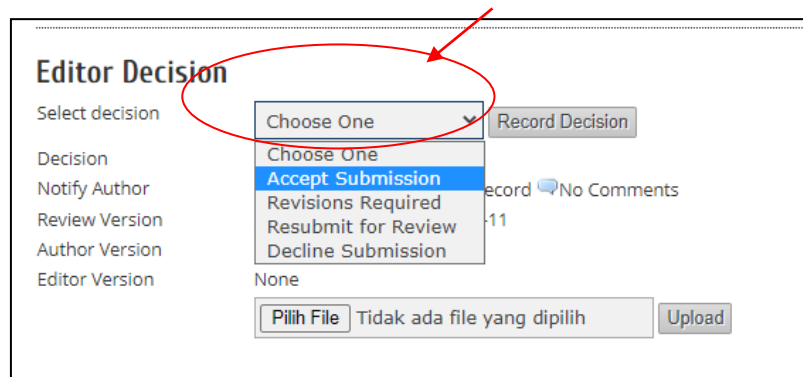 Editor Decision
Select decision Choose One Record Decision
Decision Choose One
Accept Submission
Notify Author ecord No Comments
Revisions Required
Review Version -11
Resubmit for Review
Author Version Decline Submission
Editor Version None
Pilih File Tidak ada file yang dipilih Upload